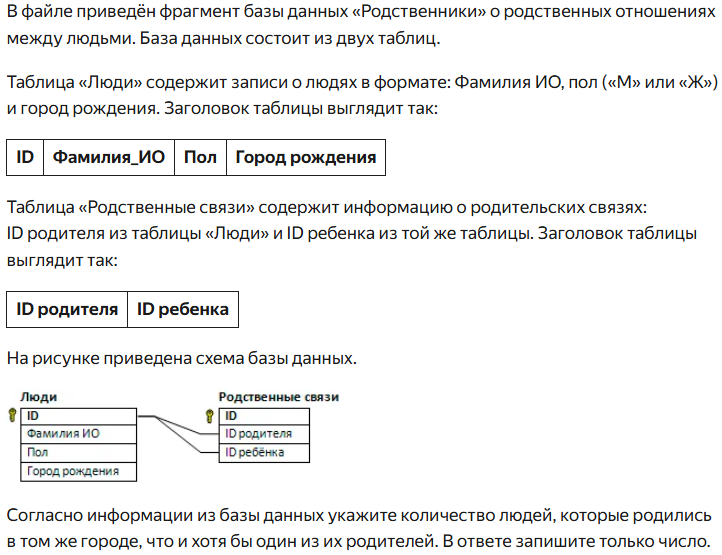 В файле приведён фрагмент базы данных «Родственники» о родственных отношениях
между людьми. База данных состоит из двух таблиц.
Таблица «Люди» содержит записи о людях в формате: Фамилия ИО, пол («М» или «Ж»)
и город рождения. Заголовок таблицы выглядит так:
ID Фамилия_ИО Пол Город рождения
Таблица «Родственные связи» содержит информацию о родительских связях:
ID родителя из таблицы «Люди» и ID ребенка из той же таблицы. Заголовок таблицы
выглядит так:
ID родителя ID ребенка
На рисунке приведена схема базы данных.
Люди Родственные связи
ID ID
Фамилия ИО ID родителя
Пол ID ребёнка
Город рождения
Согласно информации из базы данных укажите количество людей, которые родились
в том же городе, что и хотя бы один из их родителей. В ответе запишите только число.